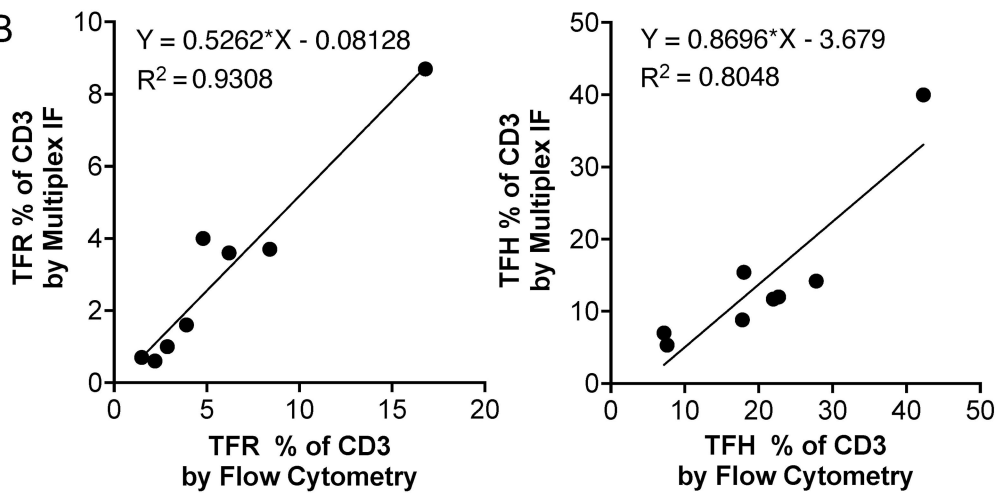 B
Y = 0.5262*X - 0.08128
R2 = 0.9308
10
8
6
4
2
0
0 5 10 15 20
TFR % of CD3
by Multiplex IF
TFR % of CD3
by Flow Cytometry
Y = 0.8696*X - 3.679
R2 = 0.8048
50
40
30
20
10
0
0 10 20 30 40 50
TFH % of CD3
by Multiplex IF
TFH % of CD3
by Flow Cytometry